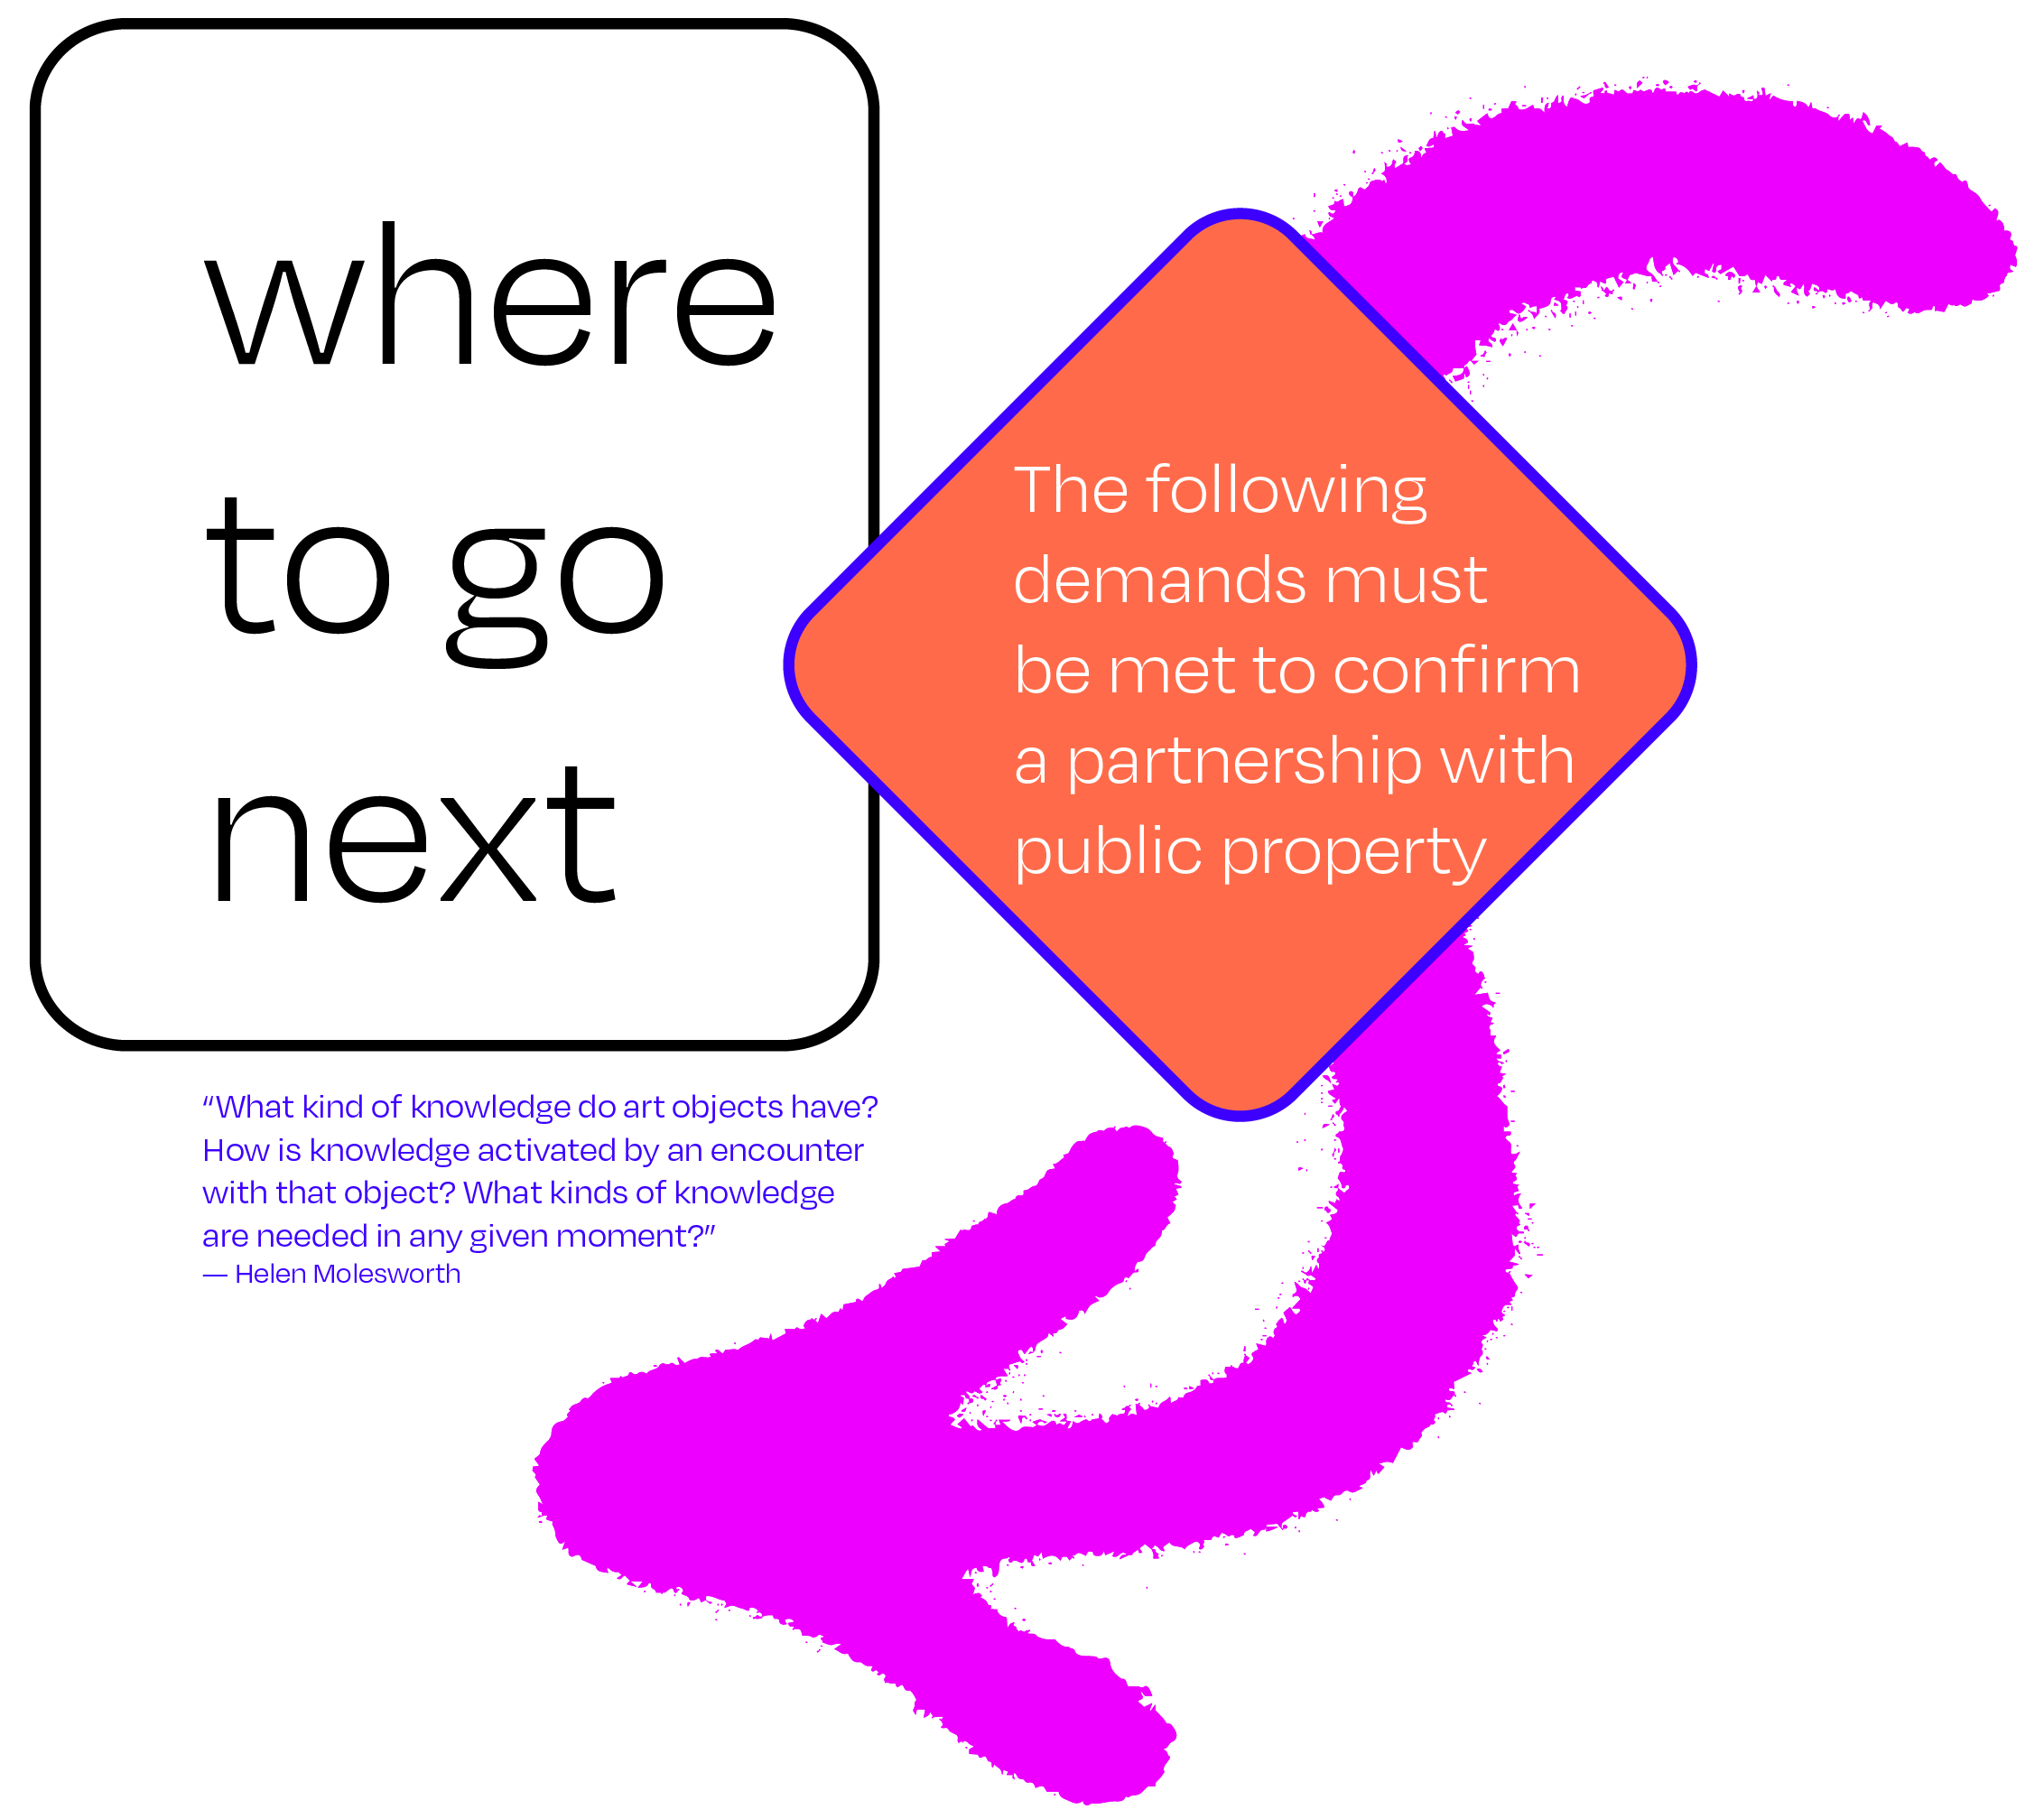 where
to go
next
The following
demands must
be met to confirm
a partnership with
public property
“What kind of knowledge do art objects have?
How is knowledge activated by an encounter
with that object? What kinds of knowledge
are needed in any given moment?”
— Helen Molesworth